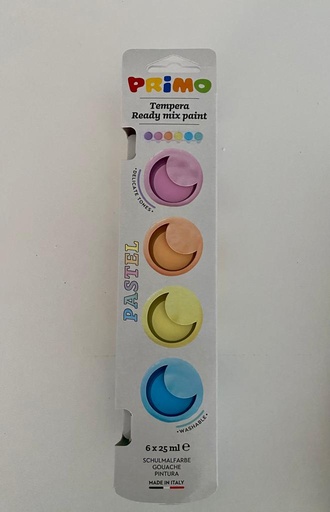 PRIMO
Tempera
Ready mix paint
"DELICATE TONES"
PASTEL
"WASHABLE"
6 x 25 ml ℮
SCHULMALFARBE
GOUACHE
PINTURA
MADE IN ITALY